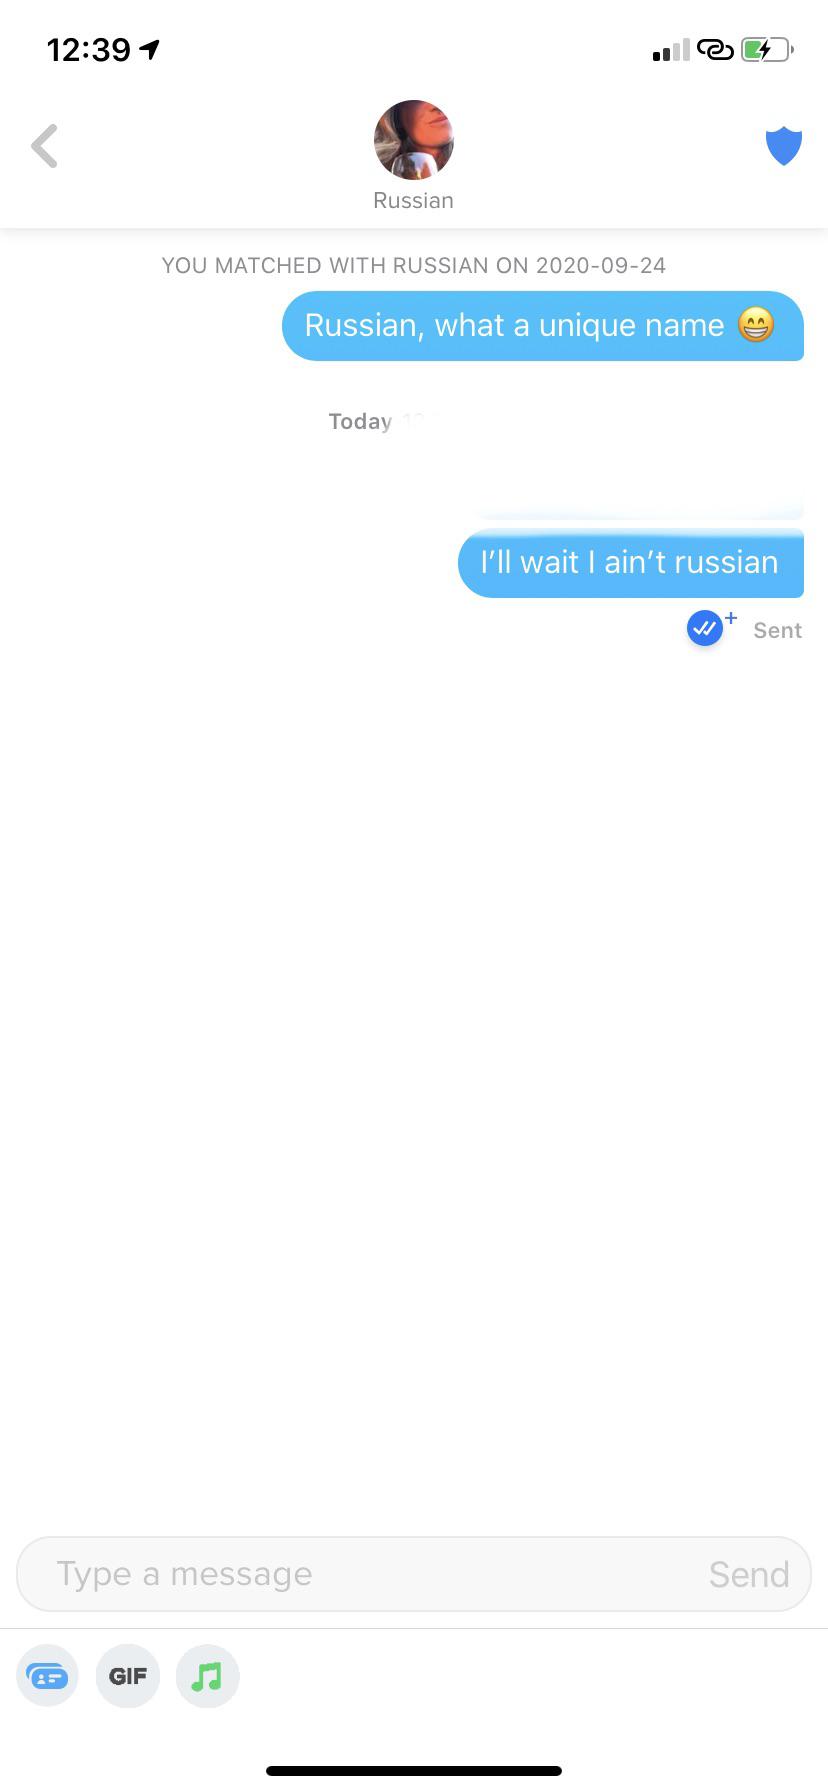 12:39
Russian
YOU MATCHED WITH RUSSIAN ON 2020-09-24
Russian, what a unique name 😁
Today
I'll wait I ain't russian
Sent
Type a message
Send
GIF